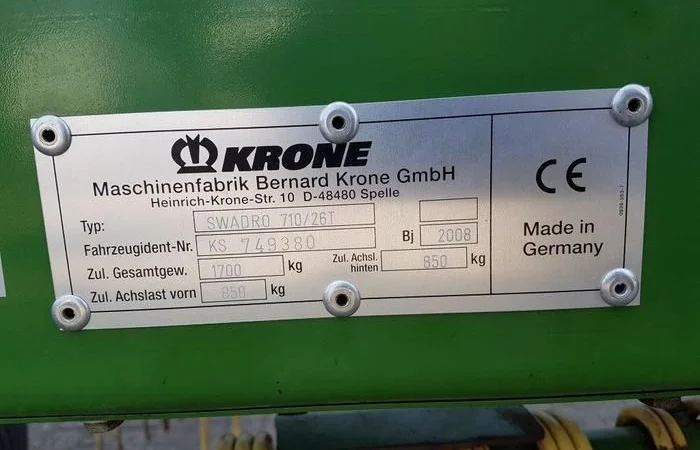 KRONE
Maschinenfabrik Bernard Krone GmbH
Heinrich-Krone-Str. 10 D-48480 Spelle
Typ: SWADRO 710/26T
Fahrzeugident-Nr. KS 749380 Bj 2008
Zul. Gesamtgew. 1700 kg Zul. Achsl. hinten 850 kg
Zul. Achslast vorn 850 kg
CE
Made in
Germany